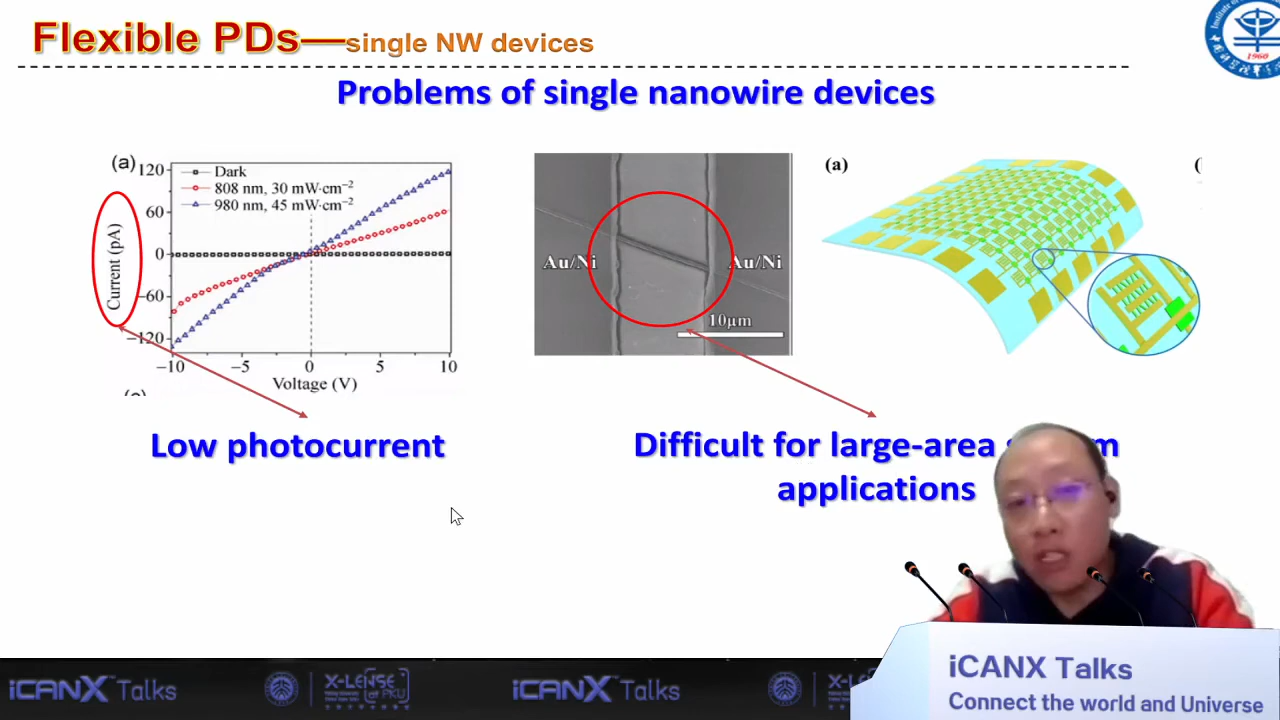 Flexible PDs—single NW devices
Problems of single nanowire devices
(a)
120
60
0
−60
−120
Current (pA)
Dark
808 nm, 30 mW·cm⁻²
980 nm, 45 mW·cm⁻²
−10 −5 0 5 10
Voltage (V)
Au/Ni
Au/Ni
10μm
(a)
Low photocurrent
Difficult for large-area
applications
1960
iCANX Talks
X-LENSE
of PKU
iCANX Talks
iCANX Talks
Connect the world and Universe